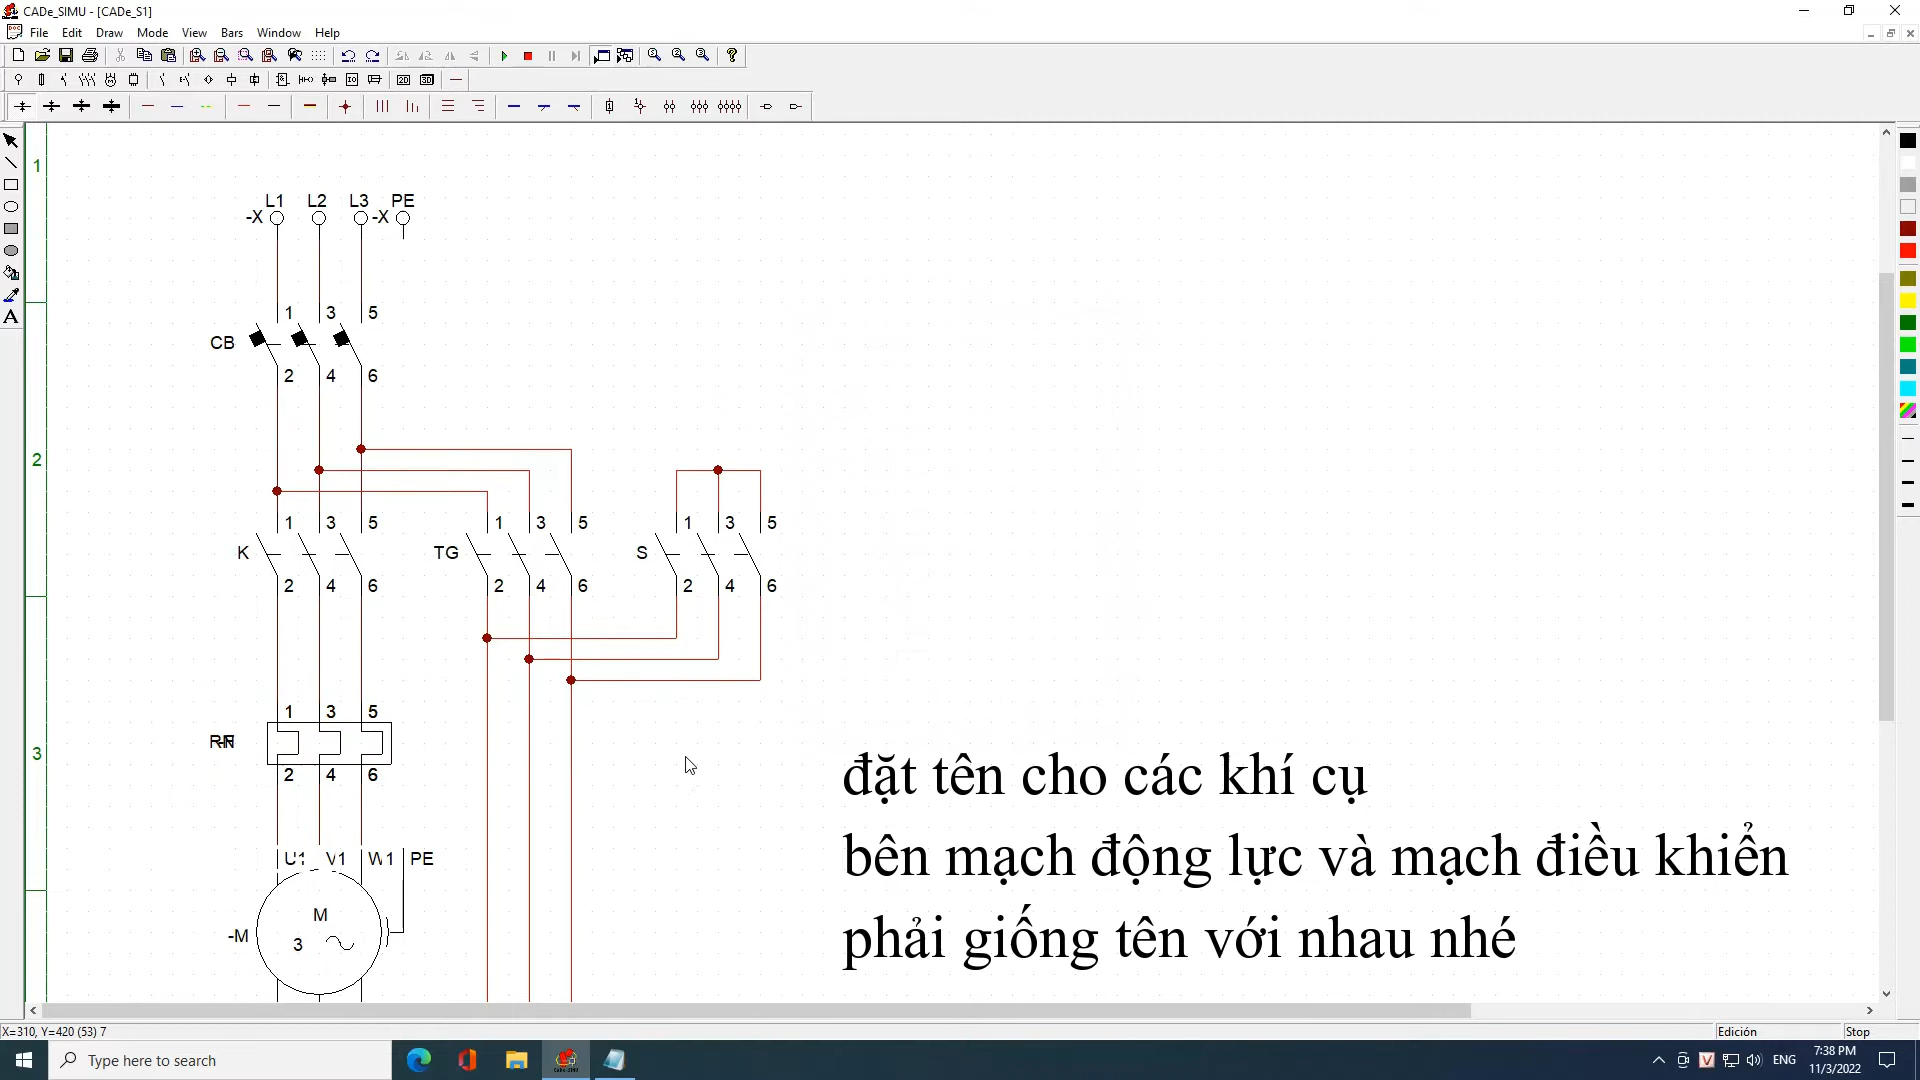 CADe_SIMU - [CADe_S1]
File Edit Draw Mode View Bars Window Help
1
L1 L2 L3 PE
-X -X
1 3 5
CB
2 4 6
2
1 3 5 1 3 5 1 3 5
K TG S
2 4 6 2 4 6 2 4 6
1 3 5
3
2 4 6
U1 V1 W1 PE
M
-M
3
đặt tên cho các khí cụ
bên mạch động lực và mạch điều khiển
phải giống tên với nhau nhé
X=310, Y=420 (53) 7 Edición Stop
Type here to search
ENG
7:38 PM
11/3/2022